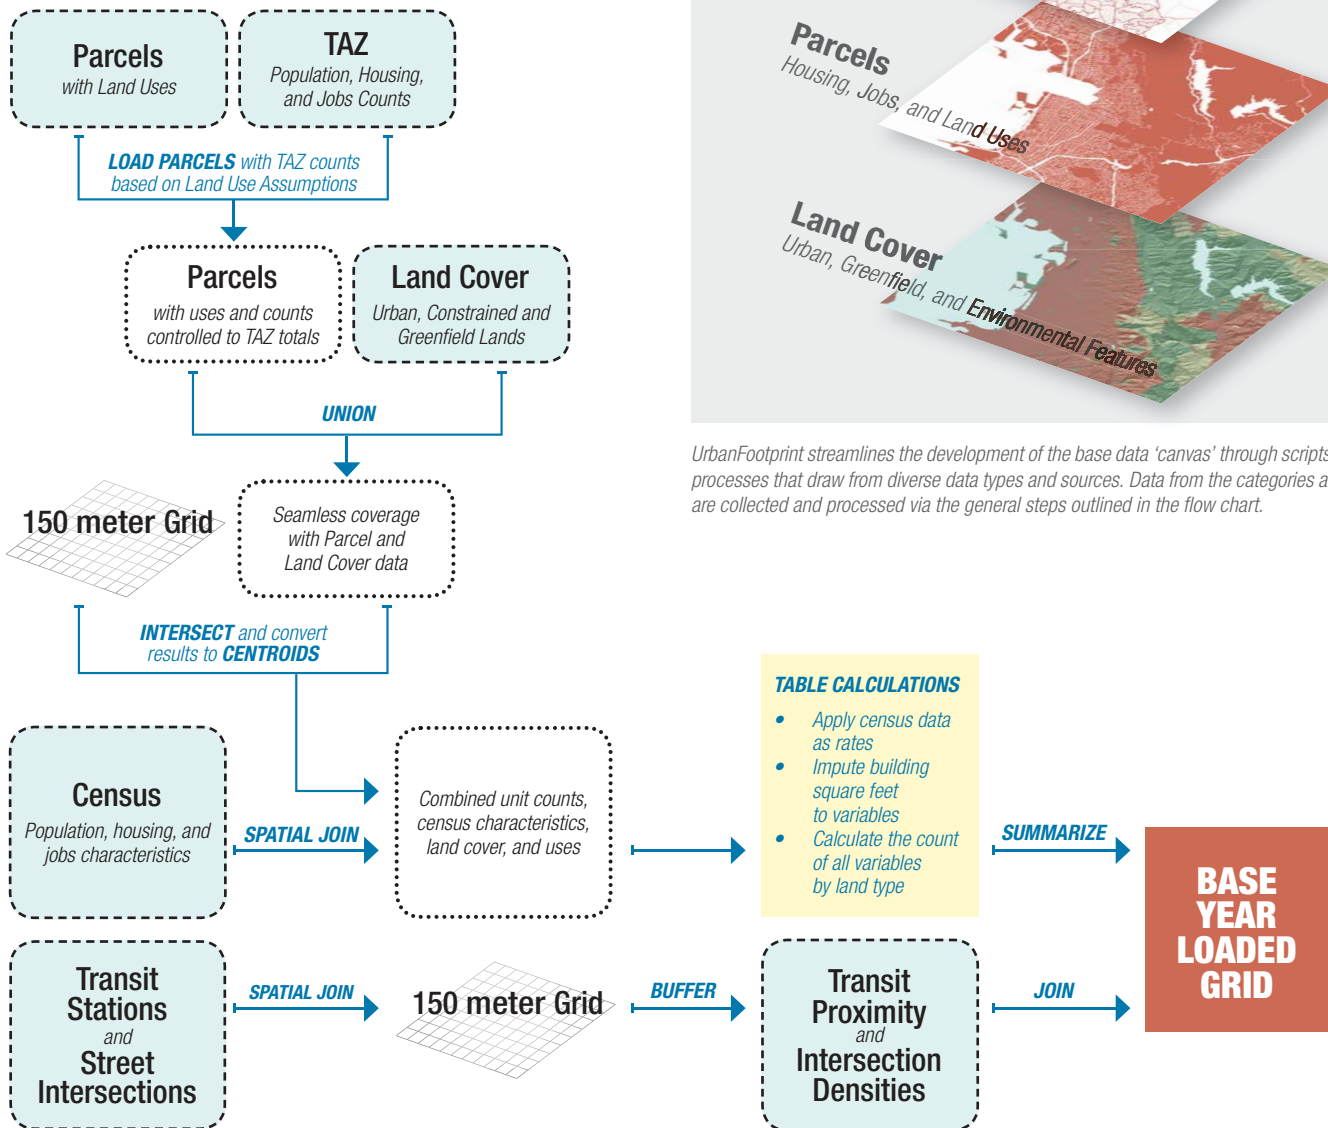 Parcels
with Land Uses
TAZ
Population, Housing,
and Jobs Counts
LOAD PARCELS with TAZ counts
based on Land Use Assumptions
Parcels
with uses and counts
controlled to TAZ totals
Land Cover
Urban, Constrained and
Greenfield Lands
UNION
150 meter Grid
Seamless coverage
with Parcel and
Land Cover data
INTERSECT and convert
results to CENTROIDS
Census
Population, housing, and
jobs characteristics
SPATIAL JOIN
Combined unit counts,
census characteristics,
land cover, and uses
TABLE CALCULATIONS
• Apply census data
as rates
• Impute building
square feet
to variables
• Calculate the count
of all variables
by land type
SUMMARIZE
BASE
YEAR
LOADED
GRID
Transit
Stations
and
Street
Intersections
SPATIAL JOIN
150 meter Grid
BUFFER
Transit
Proximity
and
Intersection
Densities
JOIN
Parcels
Housing, Jobs, and Land Uses
Land Cover
Urban, Greenfield, and Environmental Features
UrbanFootprint streamlines the development of the base data ‘canvas’ through scripts
processes that draw from diverse data types and sources. Data from the categories a
are collected and processed via the general steps outlined in the flow chart.